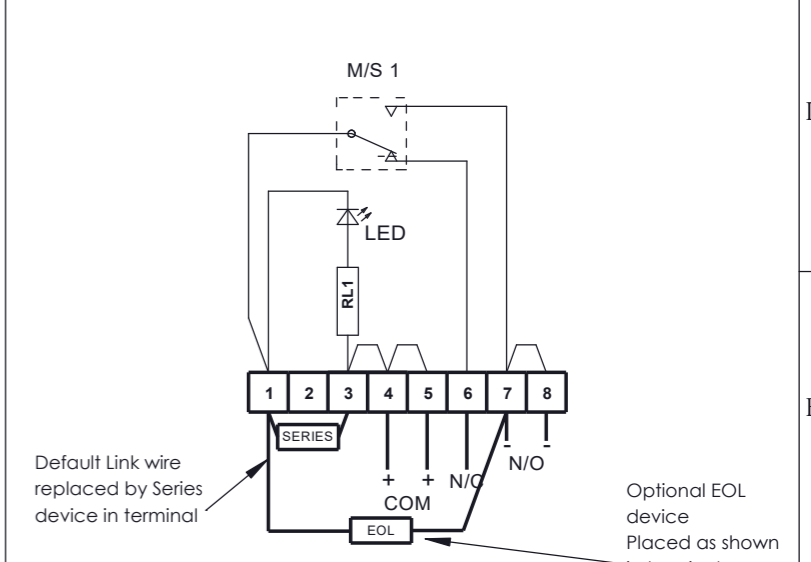 M/S 1
LED
RL1
1 2 3 4 5 6 7 8
SERIES
+ + N/C - -
COM
N/O
Default Link wire
replaced by Series
device in terminal
EOL
Optional EOL
device
Placed as shown